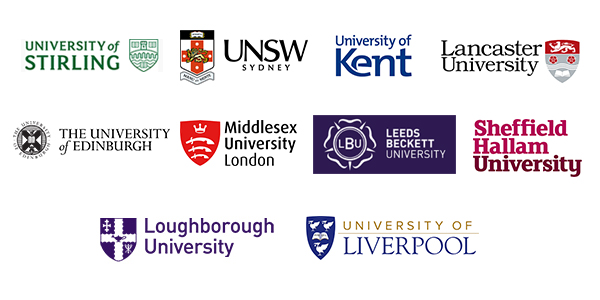 UNIVERSITY of
STIRLING
UNSW
SYDNEY
University of
Kent
Lancaster
University
THE UNIVERSITY
of EDINBURGH
Middlesex
University
London
LBU
LEEDS
BECKETT
UNIVERSITY
Sheffield
Hallam
University
Loughborough
University
UNIVERSITY OF
LIVERPOOL